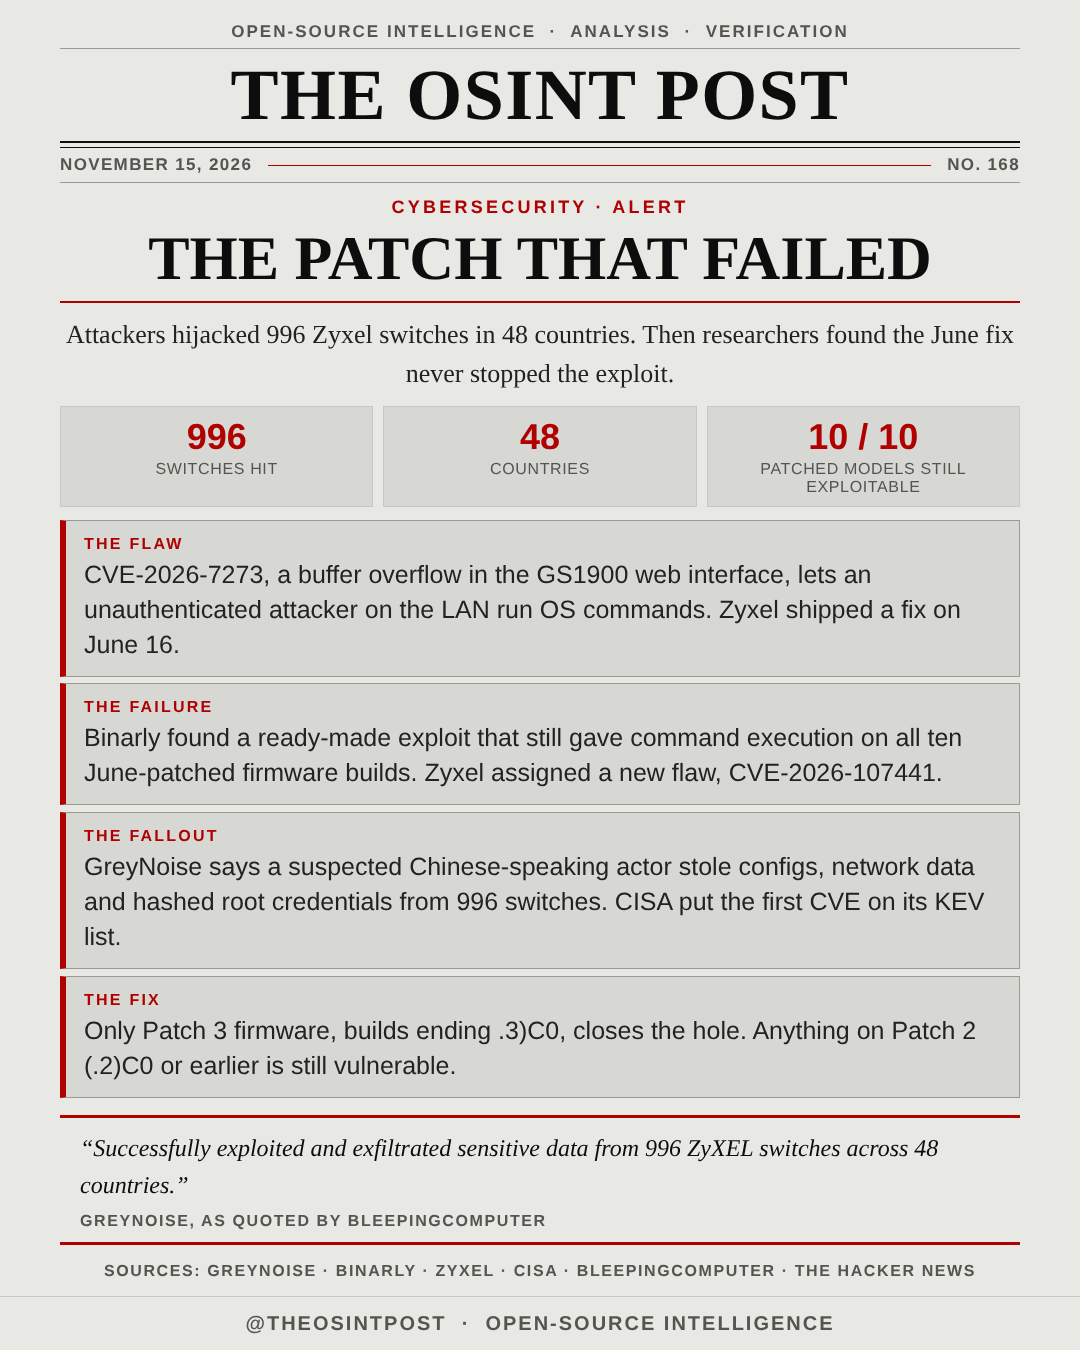 OPEN-SOURCE INTELLIGENCE · ANALYSIS · VERIFICATION
THE OSINT POST
NOVEMBER 15, 2026 NO. 168
CYBERSECURITY · ALERT
THE PATCH THAT FAILED
Attackers hijacked 996 Zyxel switches in 48 countries. Then researchers found the June fix
never stopped the exploit.
996
SWITCHES HIT
48
COUNTRIES
10 / 10
PATCHED MODELS STILL
EXPLOITABLE
THE FLAW
CVE-2026-7273, a buffer overflow in the GS1900 web interface, lets an
unauthenticated attacker on the LAN run OS commands. Zyxel shipped a fix on
June 16.
THE FAILURE
Binarly found a ready-made exploit that still gave command execution on all ten
June-patched firmware builds. Zyxel assigned a new flaw, CVE-2026-107441.
THE FALLOUT
GreyNoise says a suspected Chinese-speaking actor stole configs, network data
and hashed root credentials from 996 switches. CISA put the first CVE on its KEV
list.
THE FIX
Only Patch 3 firmware, builds ending .3)C0, closes the hole. Anything on Patch 2
(.2)C0 or earlier is still vulnerable.
“Successfully exploited and exfiltrated sensitive data from 996 ZyXEL switches across 48
countries.”
GREYNOISE, AS QUOTED BY BLEEPINGCOMPUTER
SOURCES: GREYNOISE · BINARLY · ZYXEL · CISA · BLEEPINGCOMPUTER · THE HACKER NEWS
@THEOSINTPOST · OPEN-SOURCE INTELLIGENCE